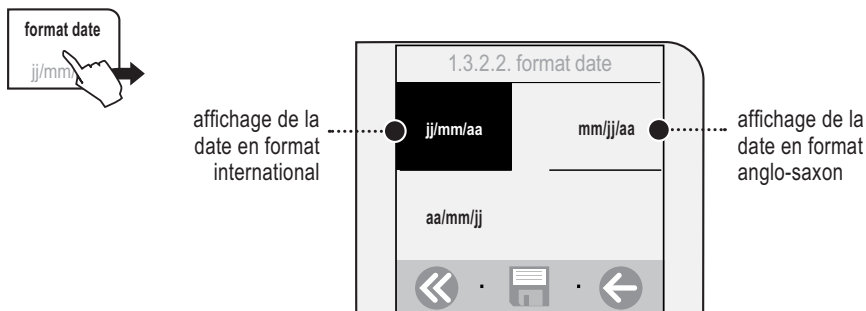 format date
jj/mm/
1.3.2.2. format date
affichage de la
date en format
international
jj/mm/aa
mm/jj/aa
affichage de la
date en format
anglo-saxon
aa/mm/jj